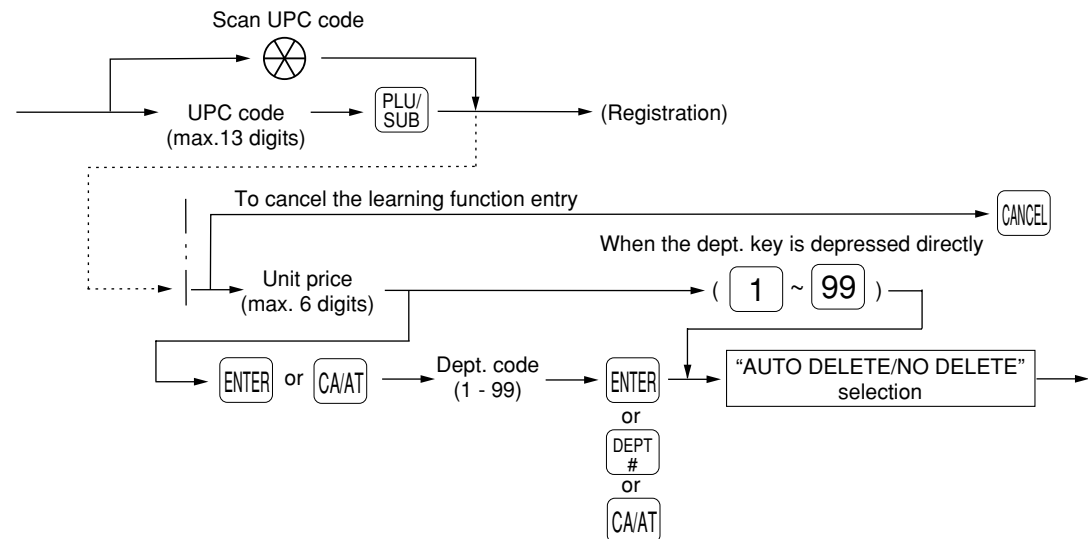 Scan UPC code
UPC code
(max.13 digits)
PLU/
SUB
(Registration)
To cancel the learning function entry
CANCEL
When the dept. key is depressed directly
Unit price
(max. 6 digits)
( 1 ~ 99 )
ENTER or CA/AT
Dept. code
(1 - 99)
ENTER
or
DEPT
#
or
CA/AT
“AUTO DELETE/NO DELETE”
selection